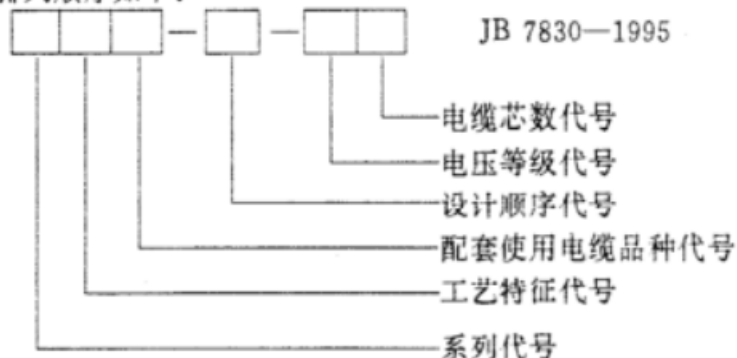 JB 7830—1995
电缆芯数代号
电压等级代号
设计顺序代号
配套使用电缆品种代号
工艺特征代号
系列代号